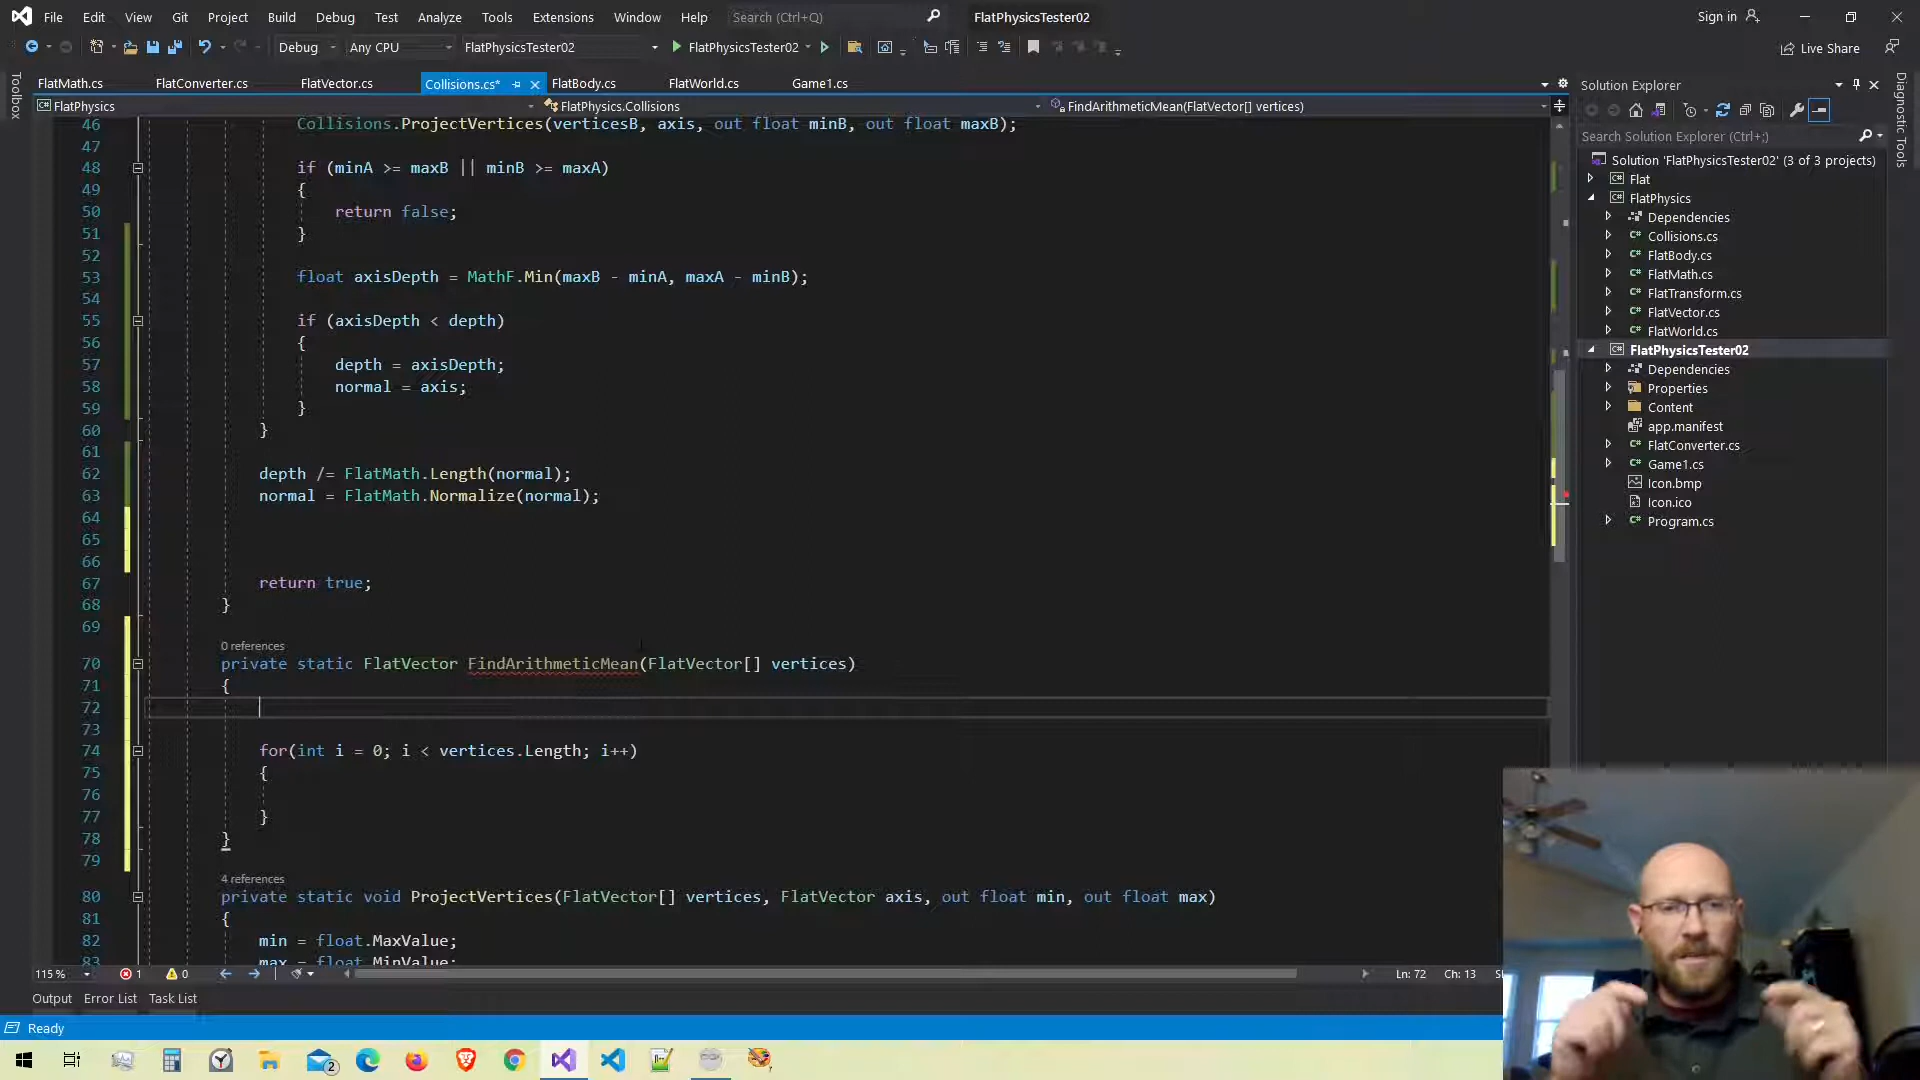 File Edit View Git Project Build Debug Test Analyze Tools Extensions Window Help Search (Ctrl+Q) FlatPhysicsTester02 Sign in
Debug Any CPU FlatPhysicsTester02 FlatPhysicsTester02 Live Share
FlatMath.cs FlatConverter.cs FlatVector.cs Collisions.cs* FlatBody.cs FlatWorld.cs Game1.cs
FlatPhysics FlatPhysics.Collisions FindArithmeticMean(FlatVector[] vertices)
Toolbox
46 Collisions.ProjectVertices(verticesB, axis, out float minB, out float maxB);
47
48 if (minA >= maxB || minB >= maxA)
49 {
50 return false;
51 }
52
53 float axisDepth = MathF.Min(maxB - minA, maxA - minB);
54
55 if (axisDepth < depth)
56 {
57 depth = axisDepth;
58 normal = axis;
59 }
60 }
61
62 depth /= FlatMath.Length(normal);
63 normal = FlatMath.Normalize(normal);
64
65
66
67 return true;
68 }
69
0 references
70 private static FlatVector FindArithmeticMean(FlatVector[] vertices)
71 {
72
73
74 for(int i = 0; i < vertices.Length; i++)
75 {
76
77 }
78 }
79
4 references
80 private static void ProjectVertices(FlatVector[] vertices, FlatVector axis, out float min, out float max)
81 {
82 min = float.MaxValue;
83 max = float.MinValue;
115 % 1 0 Ln: 72 Ch: 13
Output Error List Task List
Ready
2
Solution Explorer
Search Solution Explorer (Ctrl+;)
Solution 'FlatPhysicsTester02' (3 of 3 projects)
C# Flat
C# FlatPhysics
Dependencies
C# Collisions.cs
C# FlatBody.cs
C# FlatMath.cs
C# FlatTransform.cs
C# FlatVector.cs
C# FlatWorld.cs
C# FlatPhysicsTester02
Dependencies
Properties
Content
app.manifest
C# FlatConverter.cs
C# Game1.cs
Icon.bmp
Icon.ico
C# Program.cs
Diagnostic Tools